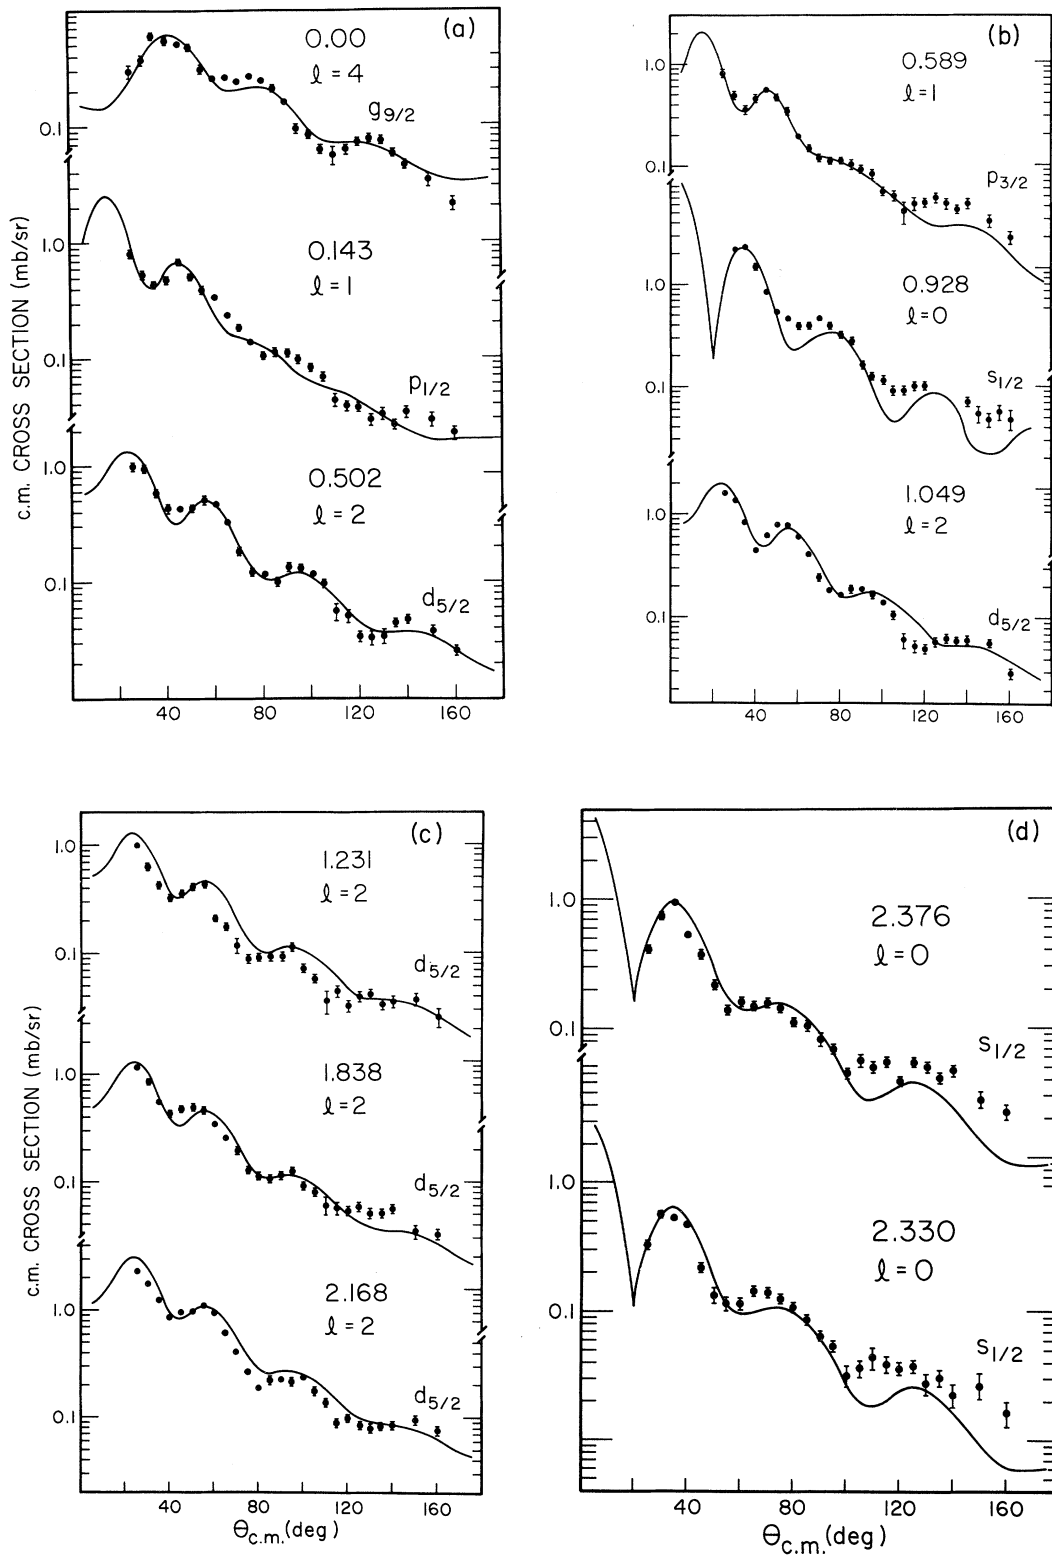 (a)
0.00
ℓ = 4
g9/2
0.1
1.0
0.143
ℓ = 1
0.1
p1/2
1.0
0.502
ℓ = 2
0.1
d5/2
c.m. CROSS SECTION (mb/sr)
40 80 120 160
(b)
1.0
0.589
ℓ = 1
0.1
p3/2
1.0
0.928
ℓ = 0
0.1
s1/2
1.0
1.049
ℓ = 2
0.1
d5/2
40 80 120 160
(c)
1.0
1.231
ℓ = 2
0.1
d5/2
1.0
1.838
ℓ = 2
0.1
d5/2
1.0
2.168
ℓ = 2
0.1
d5/2
c.m. CROSS SECTION (mb/sr)
40 80 120 160
Θc.m.(deg)
(d)
1.0
2.376
ℓ = 0
0.1
s1/2
1.0
2.330
ℓ = 0
0.1
s1/2
0 40 80 120 160
Θc.m.(deg)